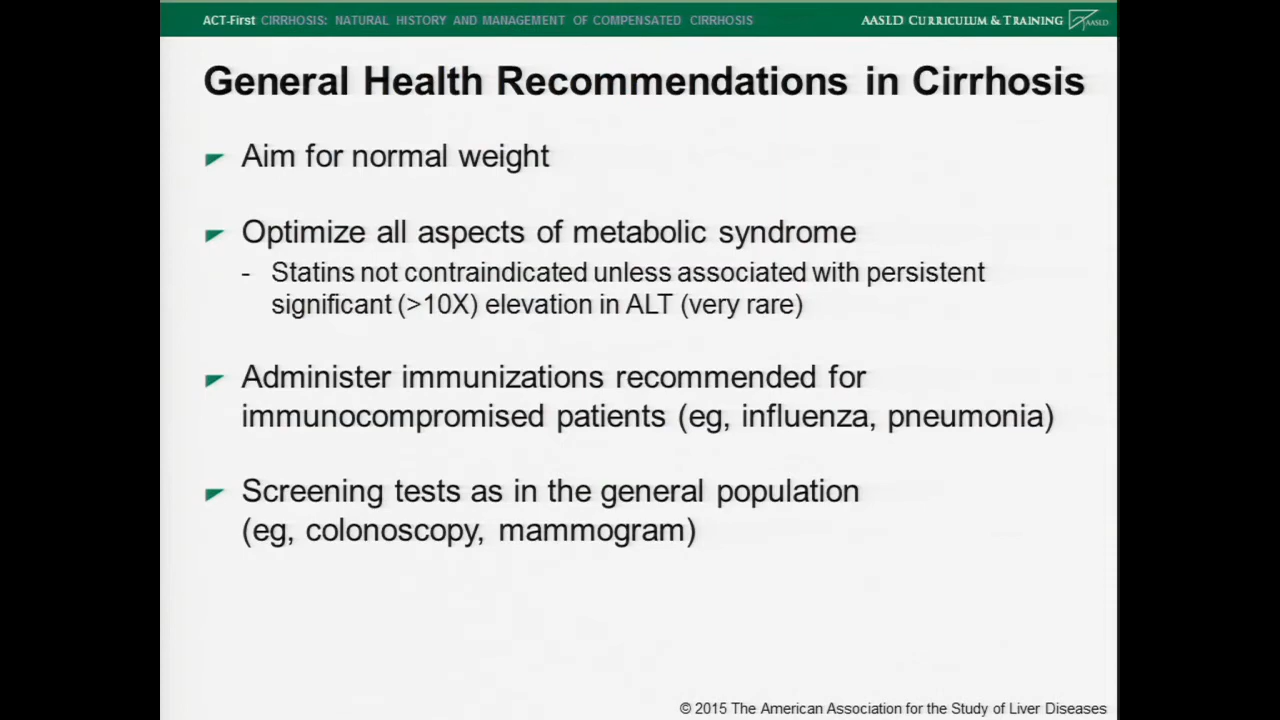 ACT-First CIRRHOSIS: NATURAL HISTORY AND MANAGEMENT OF COMPENSATED CIRRHOSIS AASLD CURRICULUM & TRAINING AASLD
General Health Recommendations in Cirrhosis
Aim for normal weight
Optimize all aspects of metabolic syndrome
- Statins not contraindicated unless associated with persistent
significant (>10X) elevation in ALT (very rare)
Administer immunizations recommended for
immunocompromised patients (eg, influenza, pneumonia)
Screening tests as in the general population
(eg, colonoscopy, mammogram)
© 2015 The American Association for the Study of Liver Diseases